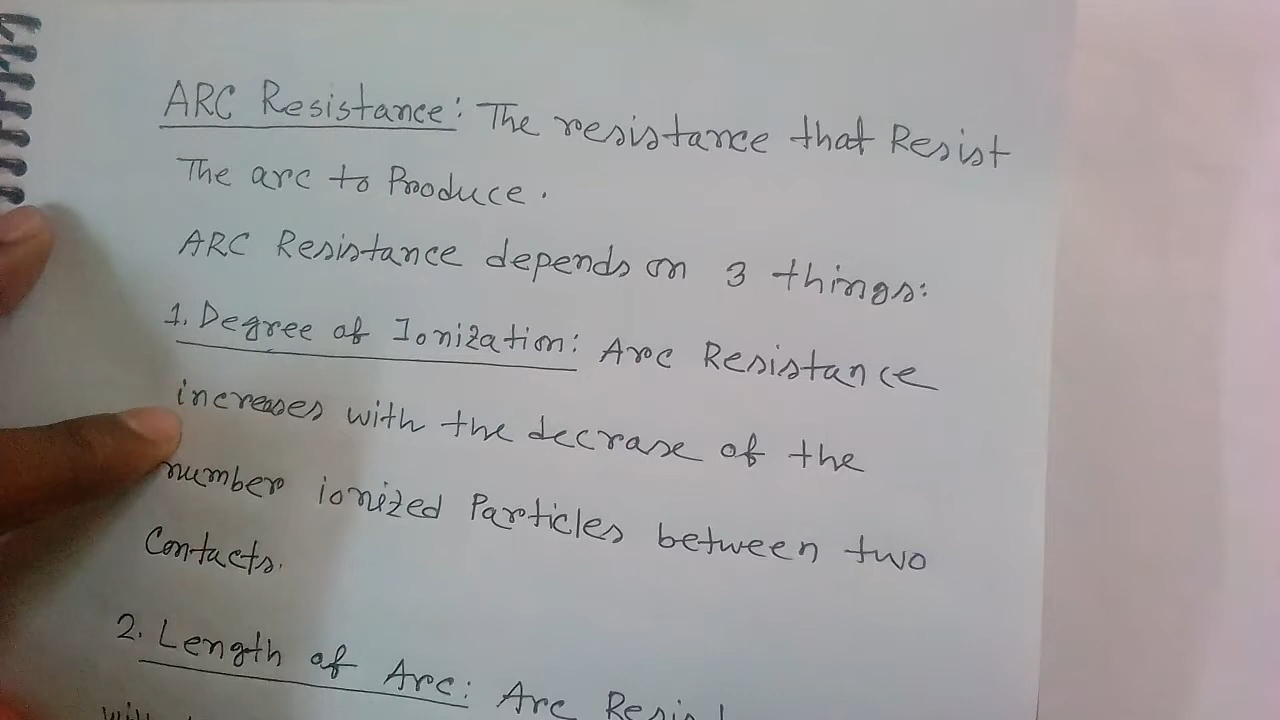 ARC Resistance: The resistance that Resist
The arc to Produce.
ARC Resistance depends on 3 things:
1. Degree of Ionization: Arc Resistance
increases with the decrase of the
number ionized Particles between two
Contacts.
2. Length of Arc: Arc